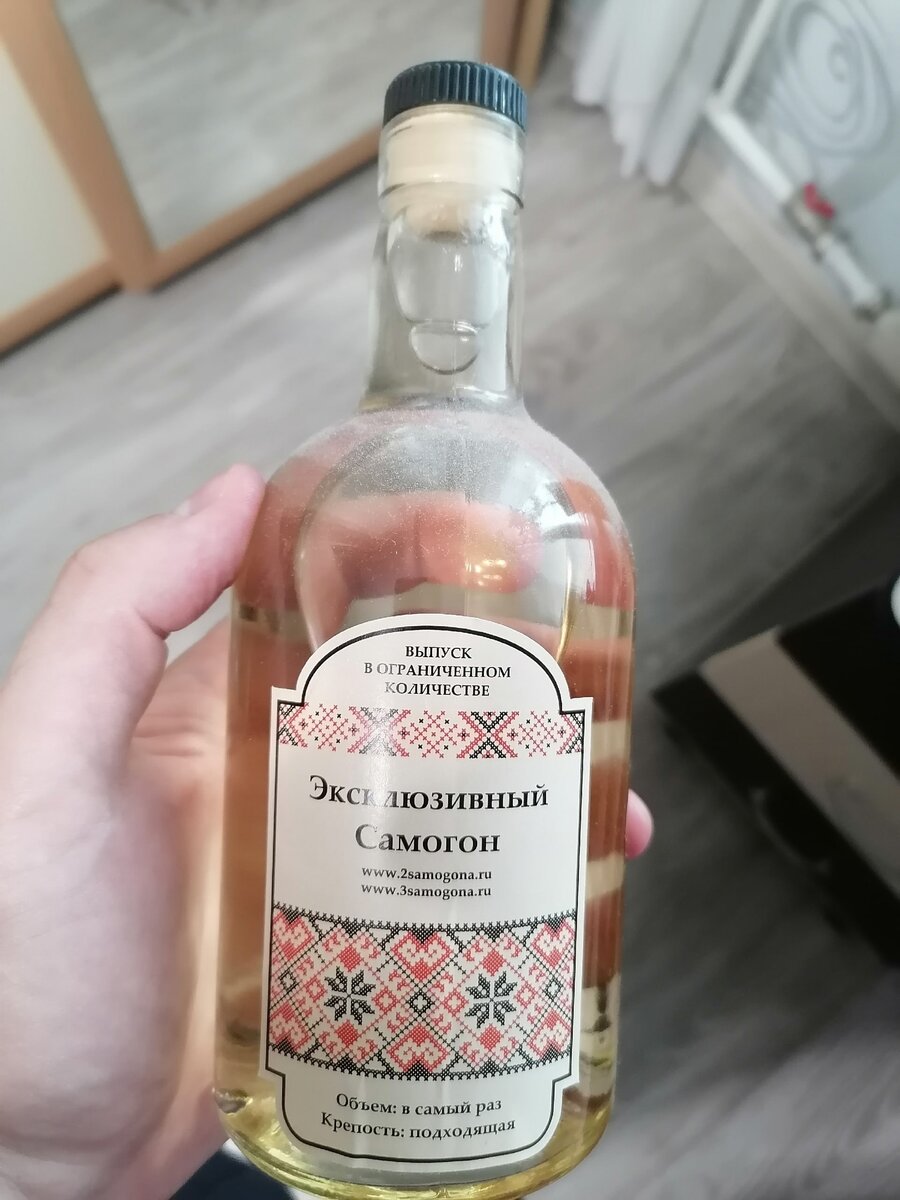 ВЫПУСК
В ОГРАНИЧЕННОМ
КОЛИЧЕСТВЕ
Эксклюзивный
Самогон
www.2samogona.ru
www.3samogona.ru
Объем: в самый раз
Крепость: подходящая